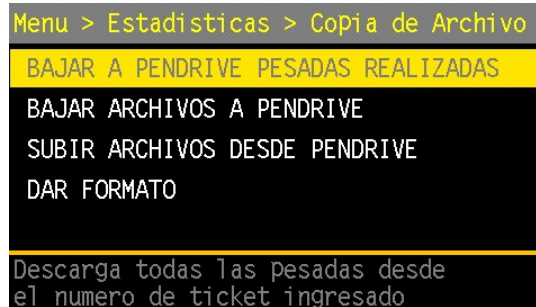 Menu > Estadisticas > Copia de Archivo
BAJAR A PENDRIVE PESADAS REALIZADAS
BAJAR ARCHIVOS A PENDRIVE
SUBIR ARCHIVOS DESDE PENDRIVE
DAR FORMATO
Descarga todas las pesadas desde
el numero de ticket ingresado